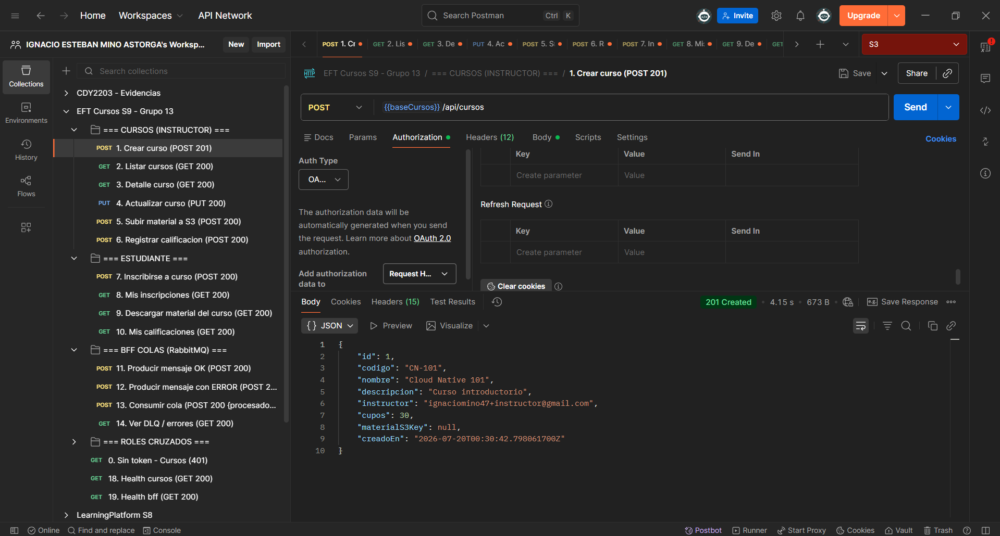 Home
Workspaces
API Network
Search Postman
Ctrl K
Invite
Upgrade
IGNACIO ESTEBAN MINO ASTORGA's Worksp...
New
Import
POST 1. Cr
GET 2. Lis
GET 3. De
PUT 4. Ac
POST 5. S
POST 6. R
POST 7. In
GET 8. Mi
GET 9. De
GET
S3
Collections
Environments
History
Flows
Search collections
CDY2203 - Evidencias
EFT Cursos S9 - Grupo 13
=== CURSOS (INSTRUCTOR) ===
POST 1. Crear curso (POST 201)
GET 2. Listar cursos (GET 200)
GET 3. Detalle curso (GET 200)
PUT 4. Actualizar curso (PUT 200)
POST 5. Subir material a S3 (POST 200)
POST 6. Registrar calificacion (POST 200)
=== ESTUDIANTE ===
POST 7. Inscribirse a curso (POST 200)
GET 8. Mis inscripciones (GET 200)
GET 9. Descargar material del curso (GET 200)
GET 10. Mis calificaciones (GET 200)
=== BFF COLAS (RabbitMQ) ===
POST 11. Producir mensaje OK (POST 200)
POST 12. Producir mensaje con ERROR (POST 2...
POST 13. Consumir cola (POST 200 {procesado...
GET 14. Ver DLQ / errores (GET 200)
=== ROLES CRUZADOS ===
GET 0. Sin token - Cursos (401)
GET 18. Health cursos (GET 200)
GET 19. Health bff (GET 200)
LearningPlatform S8
HTTP EFT Cursos S9 - Grupo 13 / === CURSOS (INSTRUCTOR) === / 1. Crear curso (POST 201)
Save
Share
POST
{{baseCursos}} /api/cursos
Send
Docs
Params
Authorization
Headers (12)
Body
Scripts
Settings
Cookies
Auth Type
OA...
The authorization data will be
automatically generated when you send
the request. Learn more about OAuth 2.0
authorization.
Add authorization
data to
Request H...
Key Value Send In
Create parameter Value
Refresh Request
Key Value Send In
Create parameter Value
Clear cookies
Body
Cookies
Headers (15)
Test Results
201 Created
4.15 s
673 B
e.g. Save Response
{} JSON
Preview
Visualize
1 {
2 "id": 1,
3 "codigo": "CN-101",
4 "nombre": "Cloud Native 101",
5 "descripcion": "Curso introductorio",
6 "instructor": "ignaciomino47+instructor@gmail.com",
7 "cupos": 30,
8 "materialS3Key": null,
9 "creadoEn": "2026-07-20T00:30:42.798061700Z"
10 }
Online
Find and replace
Console
Postbot
Runner
Start Proxy
Cookies
Vault
Trash